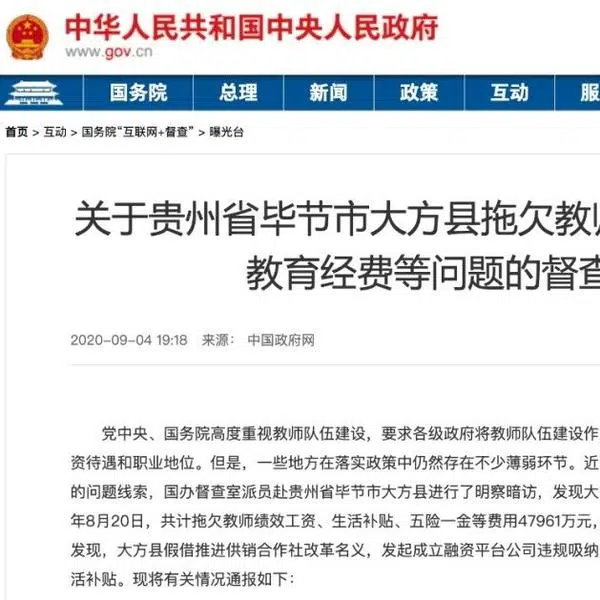 中华人民共和国中央人民政府
www.gov.cn
国务院 总理 新闻 政策 互动 服
首页 > 互动 > 国务院“互联网+督查” > 曝光台
关于贵州省毕节市大方县拖欠教师
教育经费等问题的督查
2020-09-04 19:18 来源： 中国政府网
党中央、国务院高度重视教师队伍建设，要求各级政府将教师队伍建设作
资待遇和职业地位。但是，一些地方在落实政策中仍然存在不少薄弱环节。近
的问题线索，国办督查室派员赴贵州省毕节市大方县进行了明察暗访，发现大
年8月20日，共计拖欠教师绩效工资、生活补贴、五险一金等费用47961万元，
发现，大方县假借推进供销合作社改革名义，发起成立融资平台公司违规吸纳
活补贴。现将有关情况通报如下：